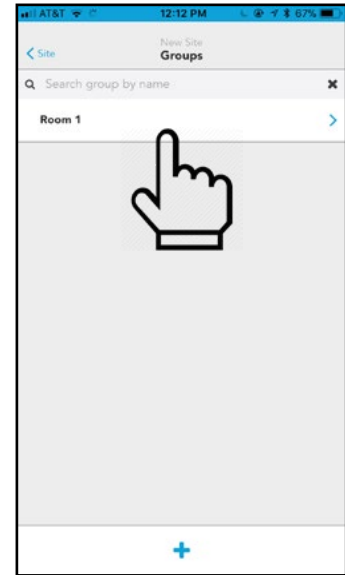 AT&T 12:12 PM 67%
New Site
Site Groups
Search group by name
Room 1